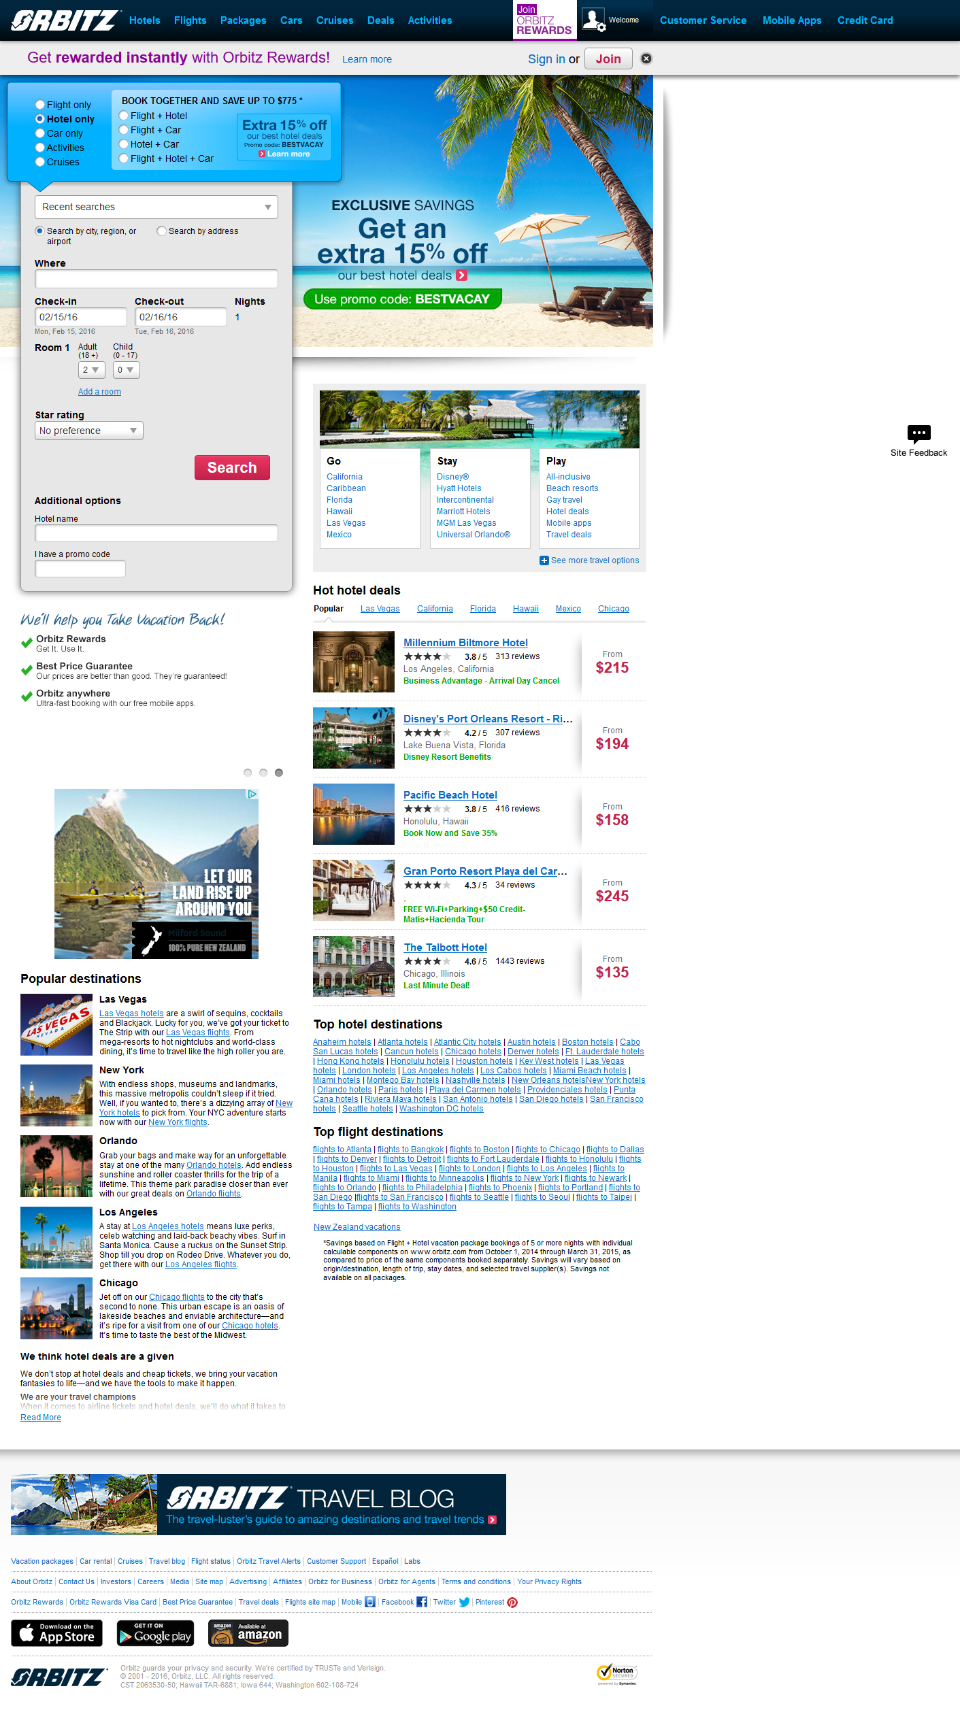 ORBITZ Hotels Flights Packages Cars Cruises Deals Activities Join ORBITZ REWARDS Welcome Customer Service Mobile Apps Credit Card
Get rewarded instantly with Orbitz Rewards! Learn more Sign in or Join
Flight only
Hotel only
Car only
Activities
Cruises
BOOK TOGETHER AND SAVE UP TO $775 *
Flight + Hotel
Flight + Car
Hotel + Car
Flight + Hotel + Car
Extra 15% off
our best hotel deals
Promo code: BESTVACAY
Learn more
Recent searches
Search by city, region, or airport
Search by address
Where
Check-in Check-out Nights
02/15/16 02/16/16 1
Mon, Feb 15, 2016 Tue, Feb 16, 2016
Room 1 Adult (18 +) Child (0 - 17)
2 0
Add a room
Star rating
No preference
Search
Additional options
Hotel name
I have a promo code
EXCLUSIVE SAVINGS
Get an
extra 15% off
our best hotel deals
Use promo code: BESTVACAY
Site Feedback
Go
California
Caribbean
Florida
Hawaii
Las Vegas
Mexico
Stay
Disney®
Hyatt Hotels
Intercontinental
Marriott Hotels
MGM Las Vegas
Universal Orlando®
Play
All-inclusive
Beach resorts
Gay travel
Hotel deals
Mobile apps
Travel deals
See more travel options
We'll help you Take Vacation Back!
Orbitz Rewards
Get It. Use It.
Best Price Guarantee
Our prices are better than good. They're guaranteed!
Orbitz anywhere
Ultra-fast booking with our free mobile apps.
LET OUR
LAND RISE UP
AROUND YOU
Milford Sound
100% PURE NEW ZEALAND
Hot hotel deals
Popular Las Vegas California Florida Hawaii Mexico Chicago
Millennium Biltmore Hotel
3.8 / 5 313 reviews
Los Angeles, California
Business Advantage - Arrival Day Cancel
From
$215
Disney's Port Orleans Resort - Ri...
4.2 / 5 307 reviews
Lake Buena Vista, Florida
Disney Resort Benefits
From
$194
Pacific Beach Hotel
3.8 / 5 416 reviews
Honolulu, Hawaii
Book Now and Save 35%
From
$158
Gran Porto Resort Playa del Car...
4.3 / 5 34 reviews
,
FREE Wi-Fi+Parking+$50 Credit-
Matis+Hacienda Tour
From
$245
The Talbott Hotel
4.6 / 5 1443 reviews
Chicago, Illinois
Last Minute Deal!
From
$135
Popular destinations
Las Vegas
Las Vegas hotels are a swirl of sequins, cocktails
and Blackjack. Lucky for you, we've got your ticket to
The Strip with our Las Vegas flights. From
mega-resorts to hot nightclubs and world-class
dining, it's time to travel like the high roller you are.
New York
With endless shops, museums and landmarks,
this massive metropolis couldn't sleep if it tried.
Well, if you wanted to, there's a dizzying array of New
York hotels to pick from. Your NYC adventure starts
now with our New York flights.
Orlando
Grab your bags and make way for an unforgettable
stay at one of the many Orlando hotels. Add endless
sunshine and roller coaster thrills for the trip of a
lifetime. This theme park paradise closer than ever
with our great deals on Orlando flights.
Los Angeles
A stay at Los Angeles hotels means luxe perks,
celeb watching and laid-back beachy vibes. Surf in
Santa Monica. Cause a ruckus on the Sunset Strip.
Shop till you drop on Rodeo Drive. Whatever you do,
get there with our Los Angeles flights.
Chicago
Jet off on our Chicago flights to the city that's
second to none. This urban escape is an oasis of
lakeside beaches and enviable architecture—and
it's ripe for a visit from one of our Chicago hotels.
It's time to taste the best of the Midwest.
We think hotel deals are a given
We don't stop at hotel deals and cheap tickets, we bring your vacation
fantasies to life—and we have the tools to make it happen.
We are your travel champions
When it comes to airline tickets and hotel deals, we'll do what it takes to
Read More
Top hotel destinations
Anaheim hotels | Atlanta hotels | Atlantic City hotels | Austin hotels | Boston hotels | Cabo
San Lucas hotels | Cancun hotels | Chicago hotels | Denver hotels | Ft. Lauderdale hotels
| Hong Kong hotels | Honolulu hotels | Houston hotels | Key West hotels | Las Vegas
hotels | London hotels | Los Angeles hotels | Los Cabos hotels | Miami Beach hotels |
Miami hotels | Montego Bay hotels | Nashville hotels | New Orleans hotelsNew York hotels
| Orlando hotels | Paris hotels | Playa del Carmen hotels | Providenciales hotels | Punta
Cana hotels | Riviera Maya hotels | San Antonio hotels | San Diego hotels | San Francisco
hotels | Seattle hotels | Washington DC hotels
Top flight destinations
flights to Atlanta | flights to Bangkok | flights to Boston | flights to Chicago | flights to Dallas
| flights to Denver | flights to Detroit | flights to Fort Lauderdale | flights to Honolulu | flights
to Houston | flights to Las Vegas | flights to London | flights to Los Angeles | flights to
Manila | flights to Miami | flights to Minneapolis | flights to New York | flights to Newark |
flights to Orlando | flights to Philadelphia | flights to Phoenix | flights to Portland | flights to
San Diego |flights to San Francisco | flights to Seattle | flights to Seoul | flights to Taipei |
flights to Tampa | flights to Washington
New Zealand vacations
*Savings based on Flight + Hotel vacation package bookings of 5 or more nights with individual
calculable components on www.orbitz.com from October 1, 2014 through March 31, 2015, as
compared to price of the same components booked separately. Savings will vary based on
origin/destination, length of trip, stay dates, and selected travel supplier(s). Savings not
available on all packages.
ORBITZ TRAVEL BLOG
The travel-luster's guide to amazing destinations and travel trends
Vacation packages | Car rental | Cruises | Travel blog | Flight status | Orbitz Travel Alerts | Customer Support | Español | Labs
About Orbitz | Contact Us | Investors | Careers | Media | Site map | Advertising | Affiliates | Orbitz for Business | Orbitz for Agents | Terms and conditions | Your Privacy Rights
Orbitz Rewards | Orbitz Rewards Visa Card | Best Price Guarantee | Travel deals | Flights site map | Mobile | Facebook | Twitter | Pinterest
Download on the App Store GET IT ON Google play Available at amazon
ORBITZ
Orbitz guards your privacy and security. We're certified by TRUSTe and Verisign.
© 2001 - 2016, Orbitz, LLC. All rights reserved.
CST 2063530-50; Hawaii TAR-6881; Iowa 644; Washington 602-108-724
Norton
SECURED
powered by Symantec